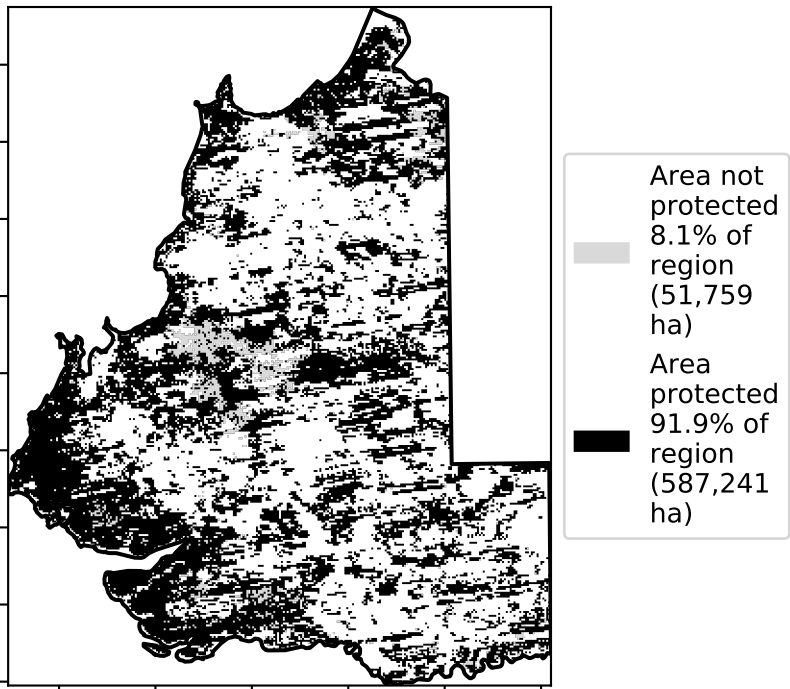 Area not
protected
8.1% of
region
(51,759
ha)
Area
protected
91.9% of
region
(587,241
ha)